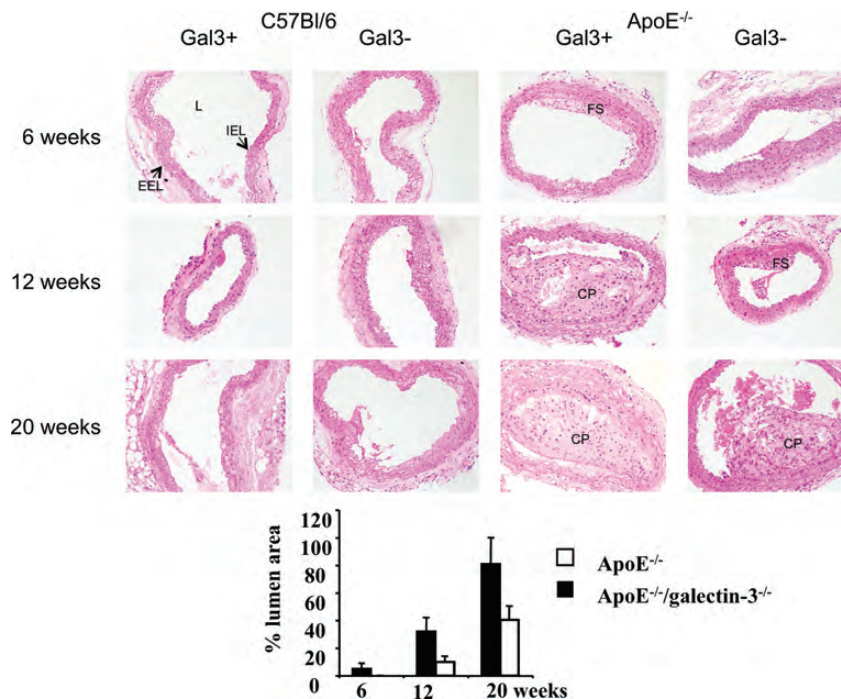 C57Bl/6 ApoE-/-
Gal3+ Gal3- Gal3+ Gal3-
6 weeks
L
IEL
EEL
FS
12 weeks
CP
FS
20 weeks
CP
CP
120
100
80
60
40
20
0
% lumen area
6 12 20 weeks
ApoE-/-
ApoE-/-/galectin-3-/-